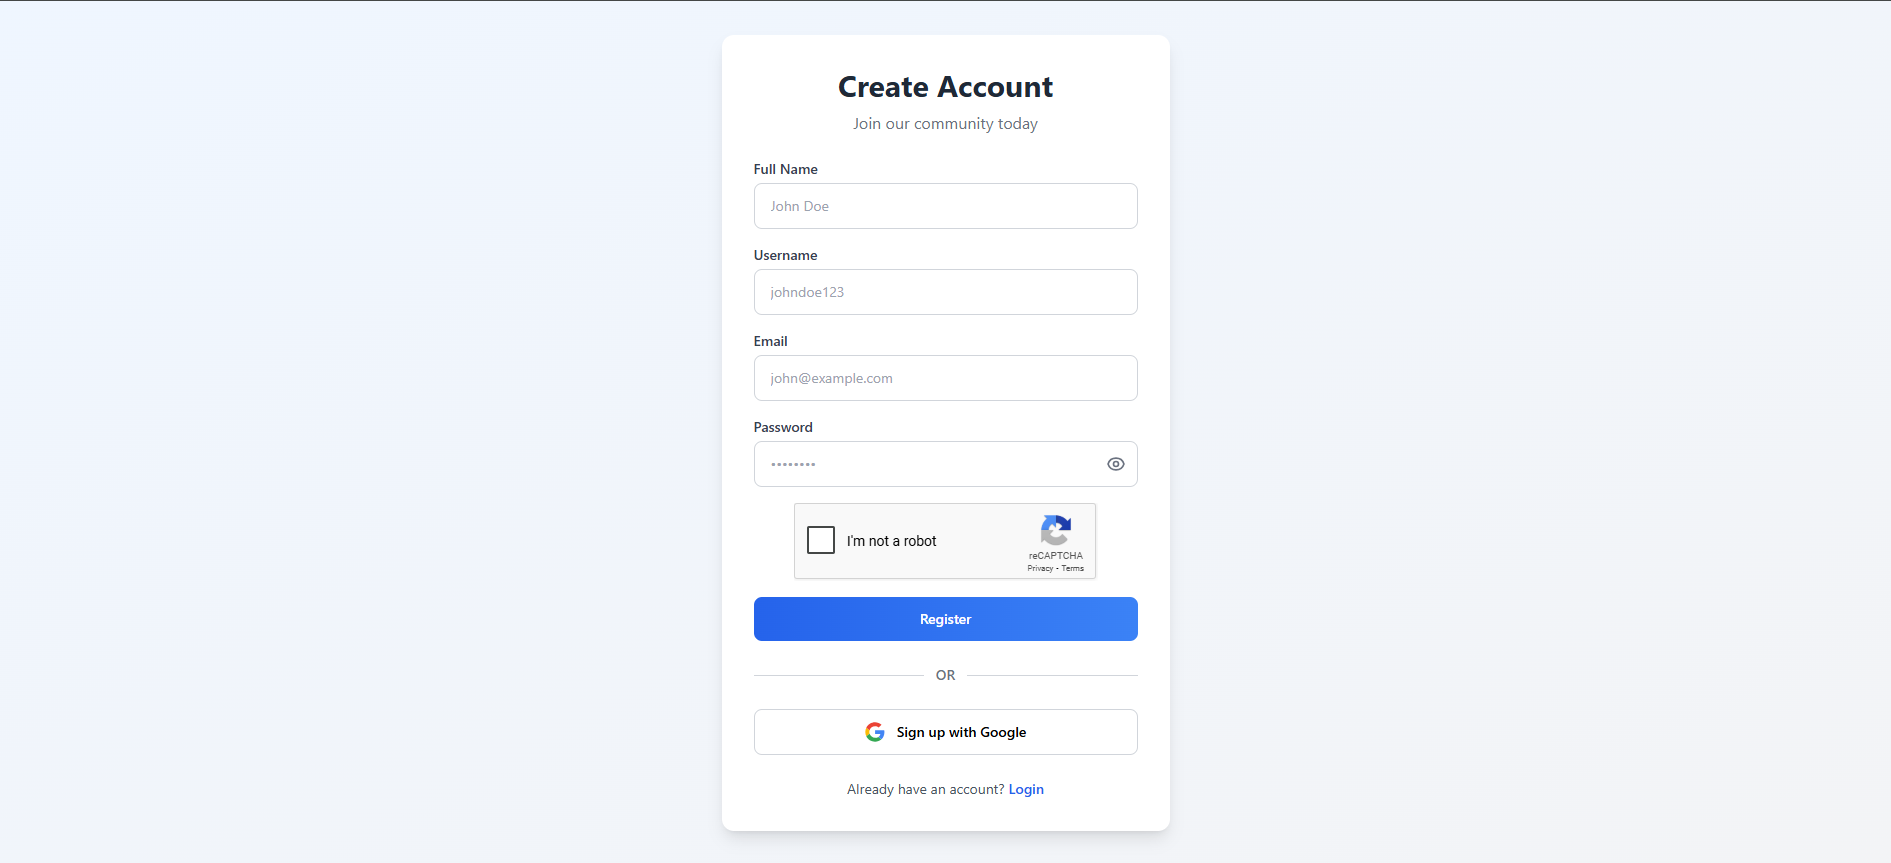 Create Account
Join our community today
Full Name
John Doe
Username
johndoe123
Email
john@example.com
Password
••••••••
I'm not a robot
reCAPTCHA
Privacy - Terms
Register
OR
Sign up with Google
Already have an account? Login